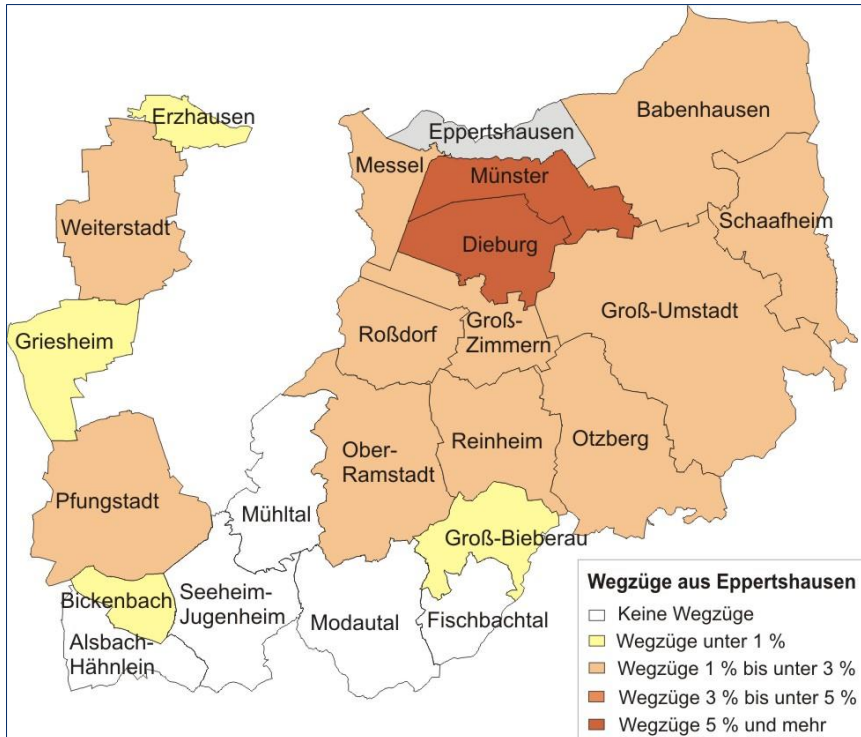 Erzhausen
Babenhausen
Eppertshausen
Messel
Münster
Schaafheim
Weiterstadt
Dieburg
Groß-Umstadt
Griesheim
Roßdorf
Groß-
Zimmern
Ober-
Ramstadt
Reinheim
Otzberg
Pfungstadt
Mühltal
Groß-Bieberau
Bickenbach
Seeheim-
Jugenheim
Modautal
Fischbachtal
Alsbach-
Hähnlein
Wegzüge aus Eppertshausen
Keine Wegzüge
Wegzüge unter 1 %
Wegzüge 1 % bis unter 3 %
Wegzüge 3 % bis unter 5 %
Wegzüge 5 % und mehr